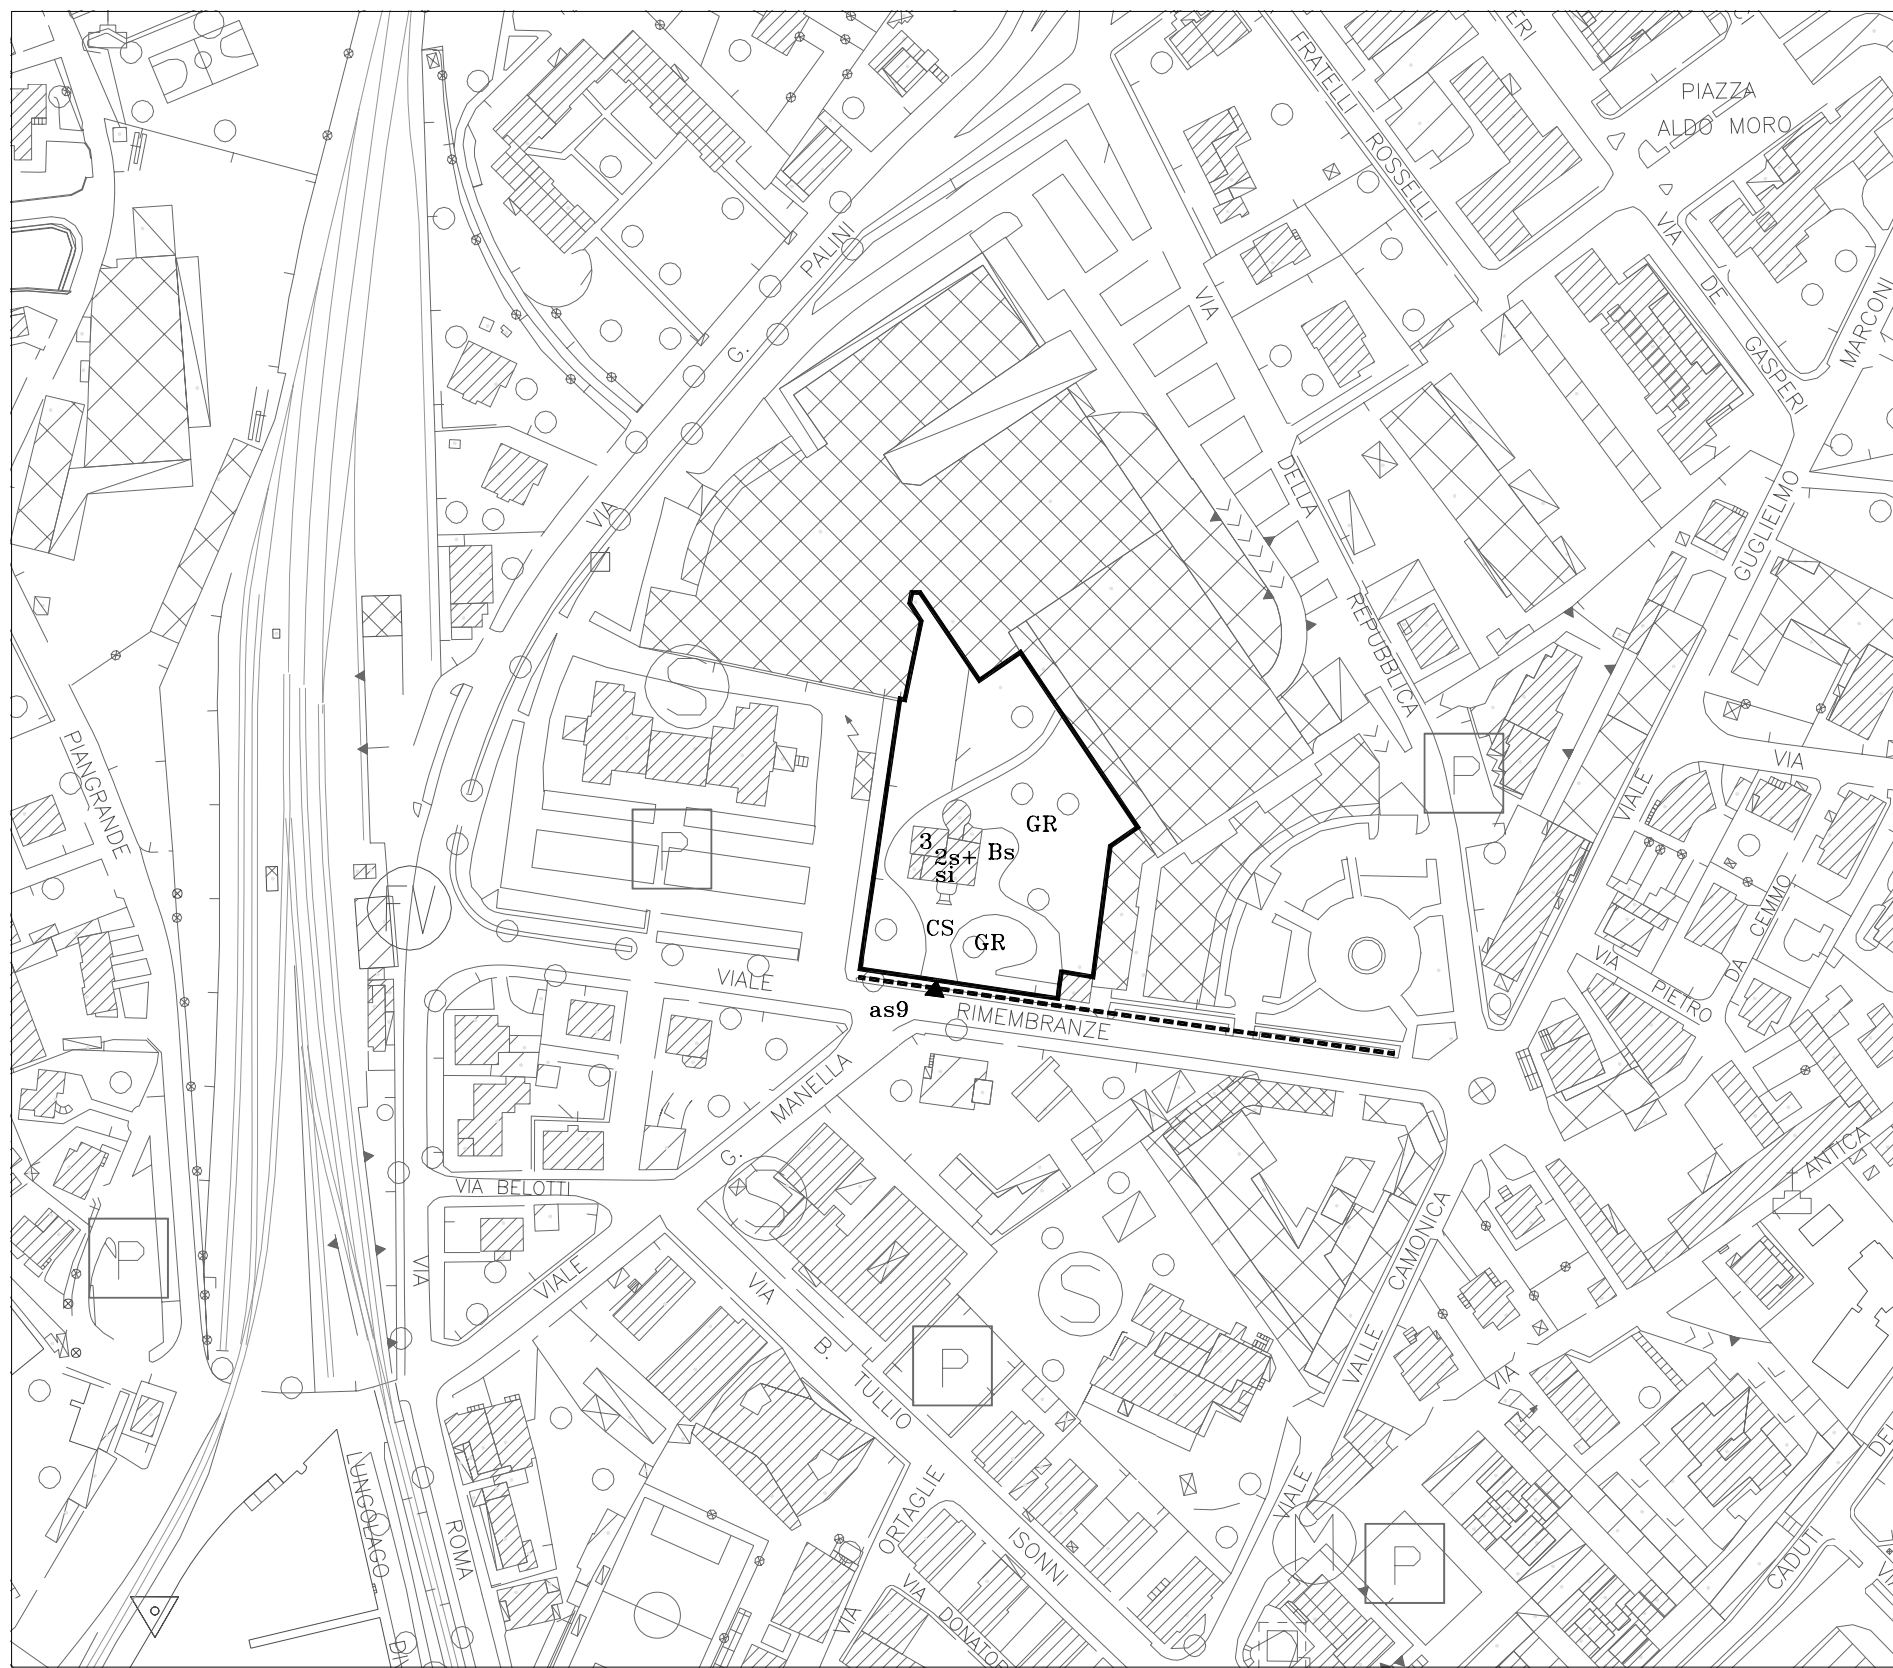 FRATELLI ROSSELLI
PIAZZA
ALDO MORO
VIA
DE
GASPERI
MARCONI
GUGLIELMO
VIALE
G.
PALINI
VIA
VIA
DELLA
REPUBBLICA
S
P
P
PIANGRANDE
V
3
2s+
si
Bs
GR
CS
GR
as9
VIALE
RIMEMBRANZE
VIA
CEMMO
DA
PIETRO
VIA
G.
MANELLA
VIA BELOTTI
VIA
VIALE
S
P
VIA
B.
TULLIO
ISONNI
P
S
ANTICA
VIA
CAMONICA
VALLE
VIALE
M
P
CADUTI
LUNGOLAGO
ROMA
ORTAGLIE
VIA
VIA